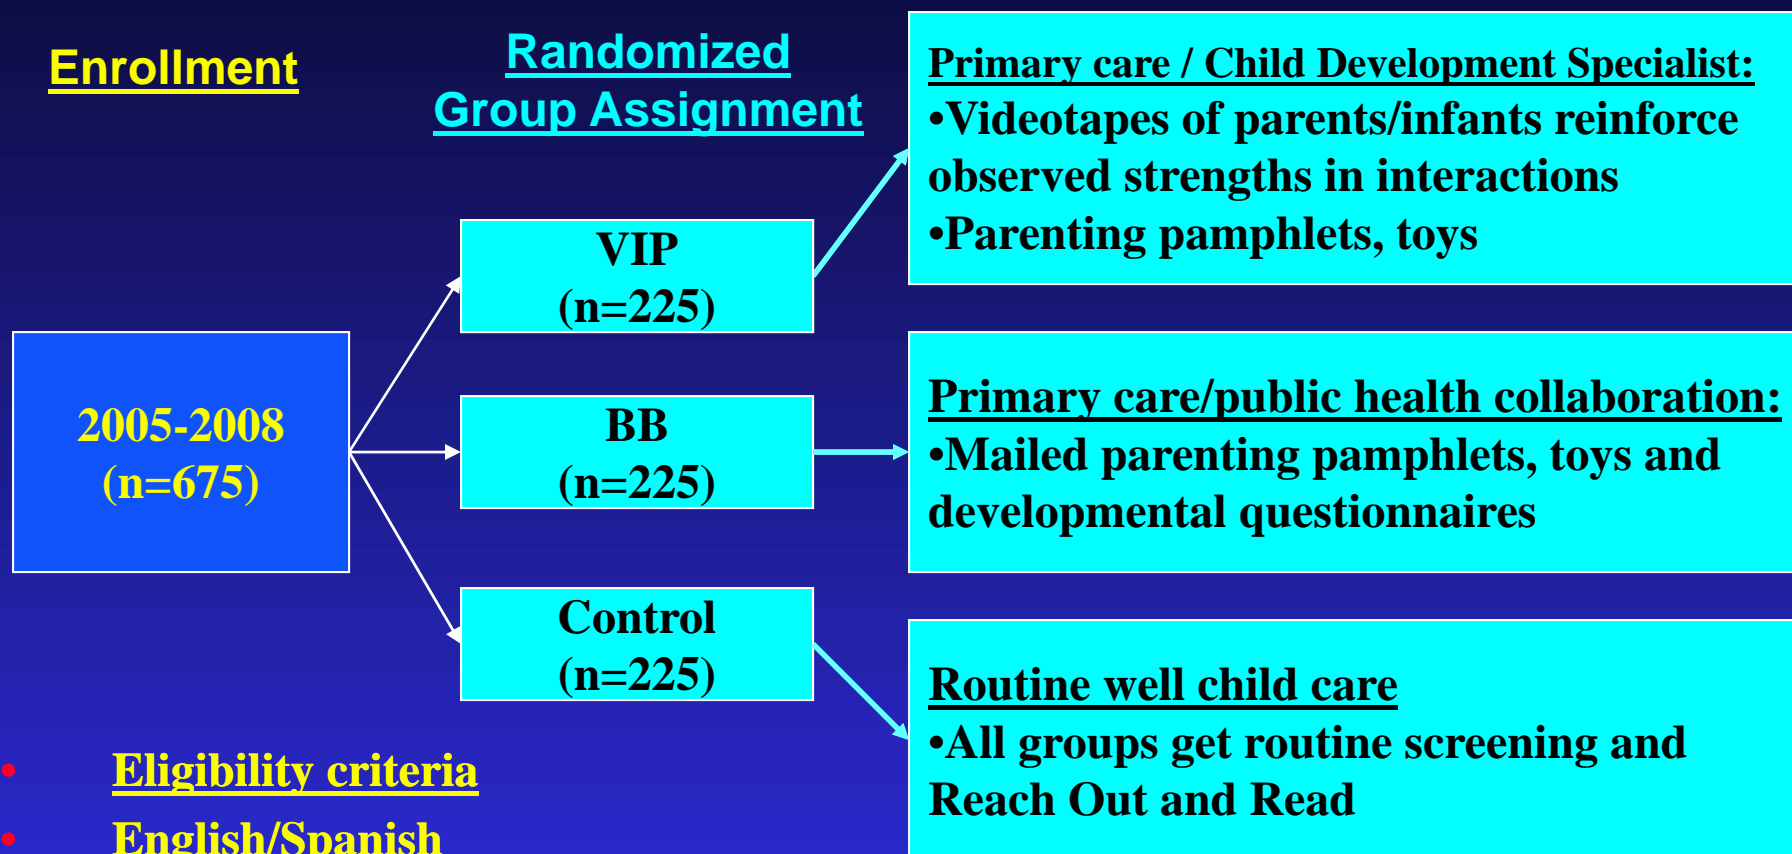 Enrollment
Randomized
Group Assignment
2005-2008
(n=675)
VIP
(n=225)
BB
(n=225)
Control
(n=225)
Primary care / Child Development Specialist:
•Videotapes of parents/infants reinforce
observed strengths in interactions
•Parenting pamphlets, toys
Primary care/public health collaboration:
•Mailed parenting pamphlets, toys and
developmental questionnaires
Routine well child care
•All groups get routine screening and
Reach Out and Read
• Eligibility criteria
• English/Spanish